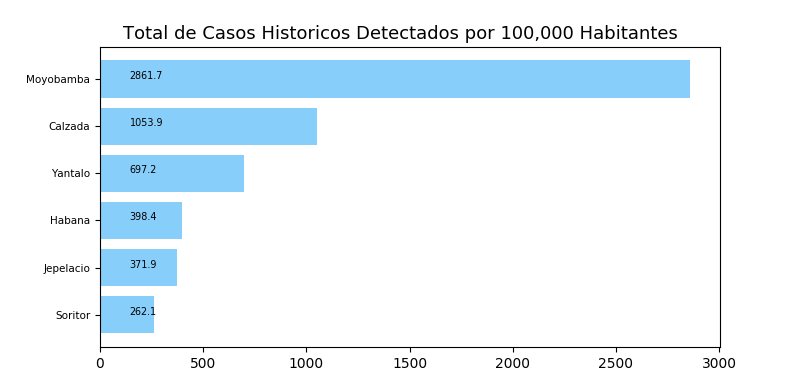 Total de Casos Historicos Detectados por 100,000 Habitantes
Moyobamba 2861.7
Calzada 1053.9
Yantalo 697.2
Habana 398.4
Jepelacio 371.9
Soritor 262.1
0 500 1000 1500 2000 2500 3000